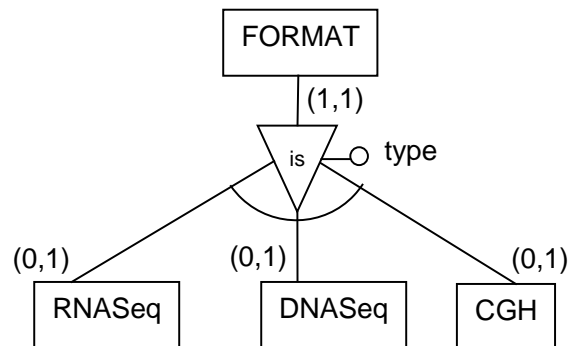 FORMAT
(1,1)
is
type
(0,1)
(0,1)
(0,1)
RNASeq
DNASeq
CGH